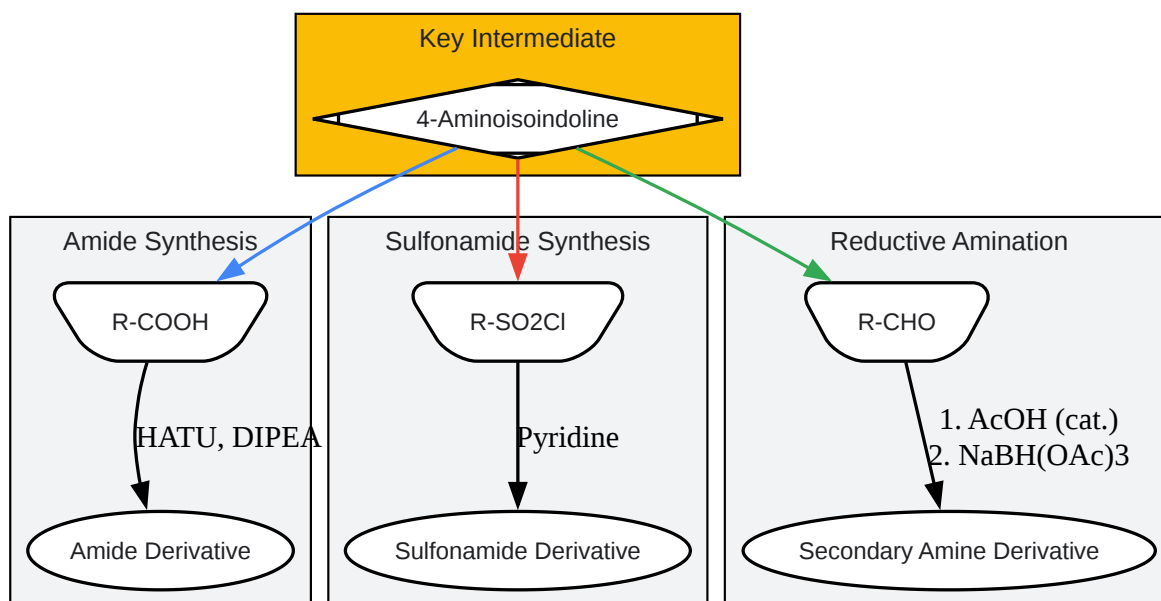 Key Intermediate
4-Aminoisoindoline
Amide Synthesis
Sulfonamide Synthesis
Reductive Amination
R-COOH
R-SO2Cl
R-CHO
HATU, DIPEA
Pyridine
1. AcOH (cat.)
2. NaBH(OAc)3
Amide Derivative
Sulfonamide Derivative
Secondary Amine Derivative